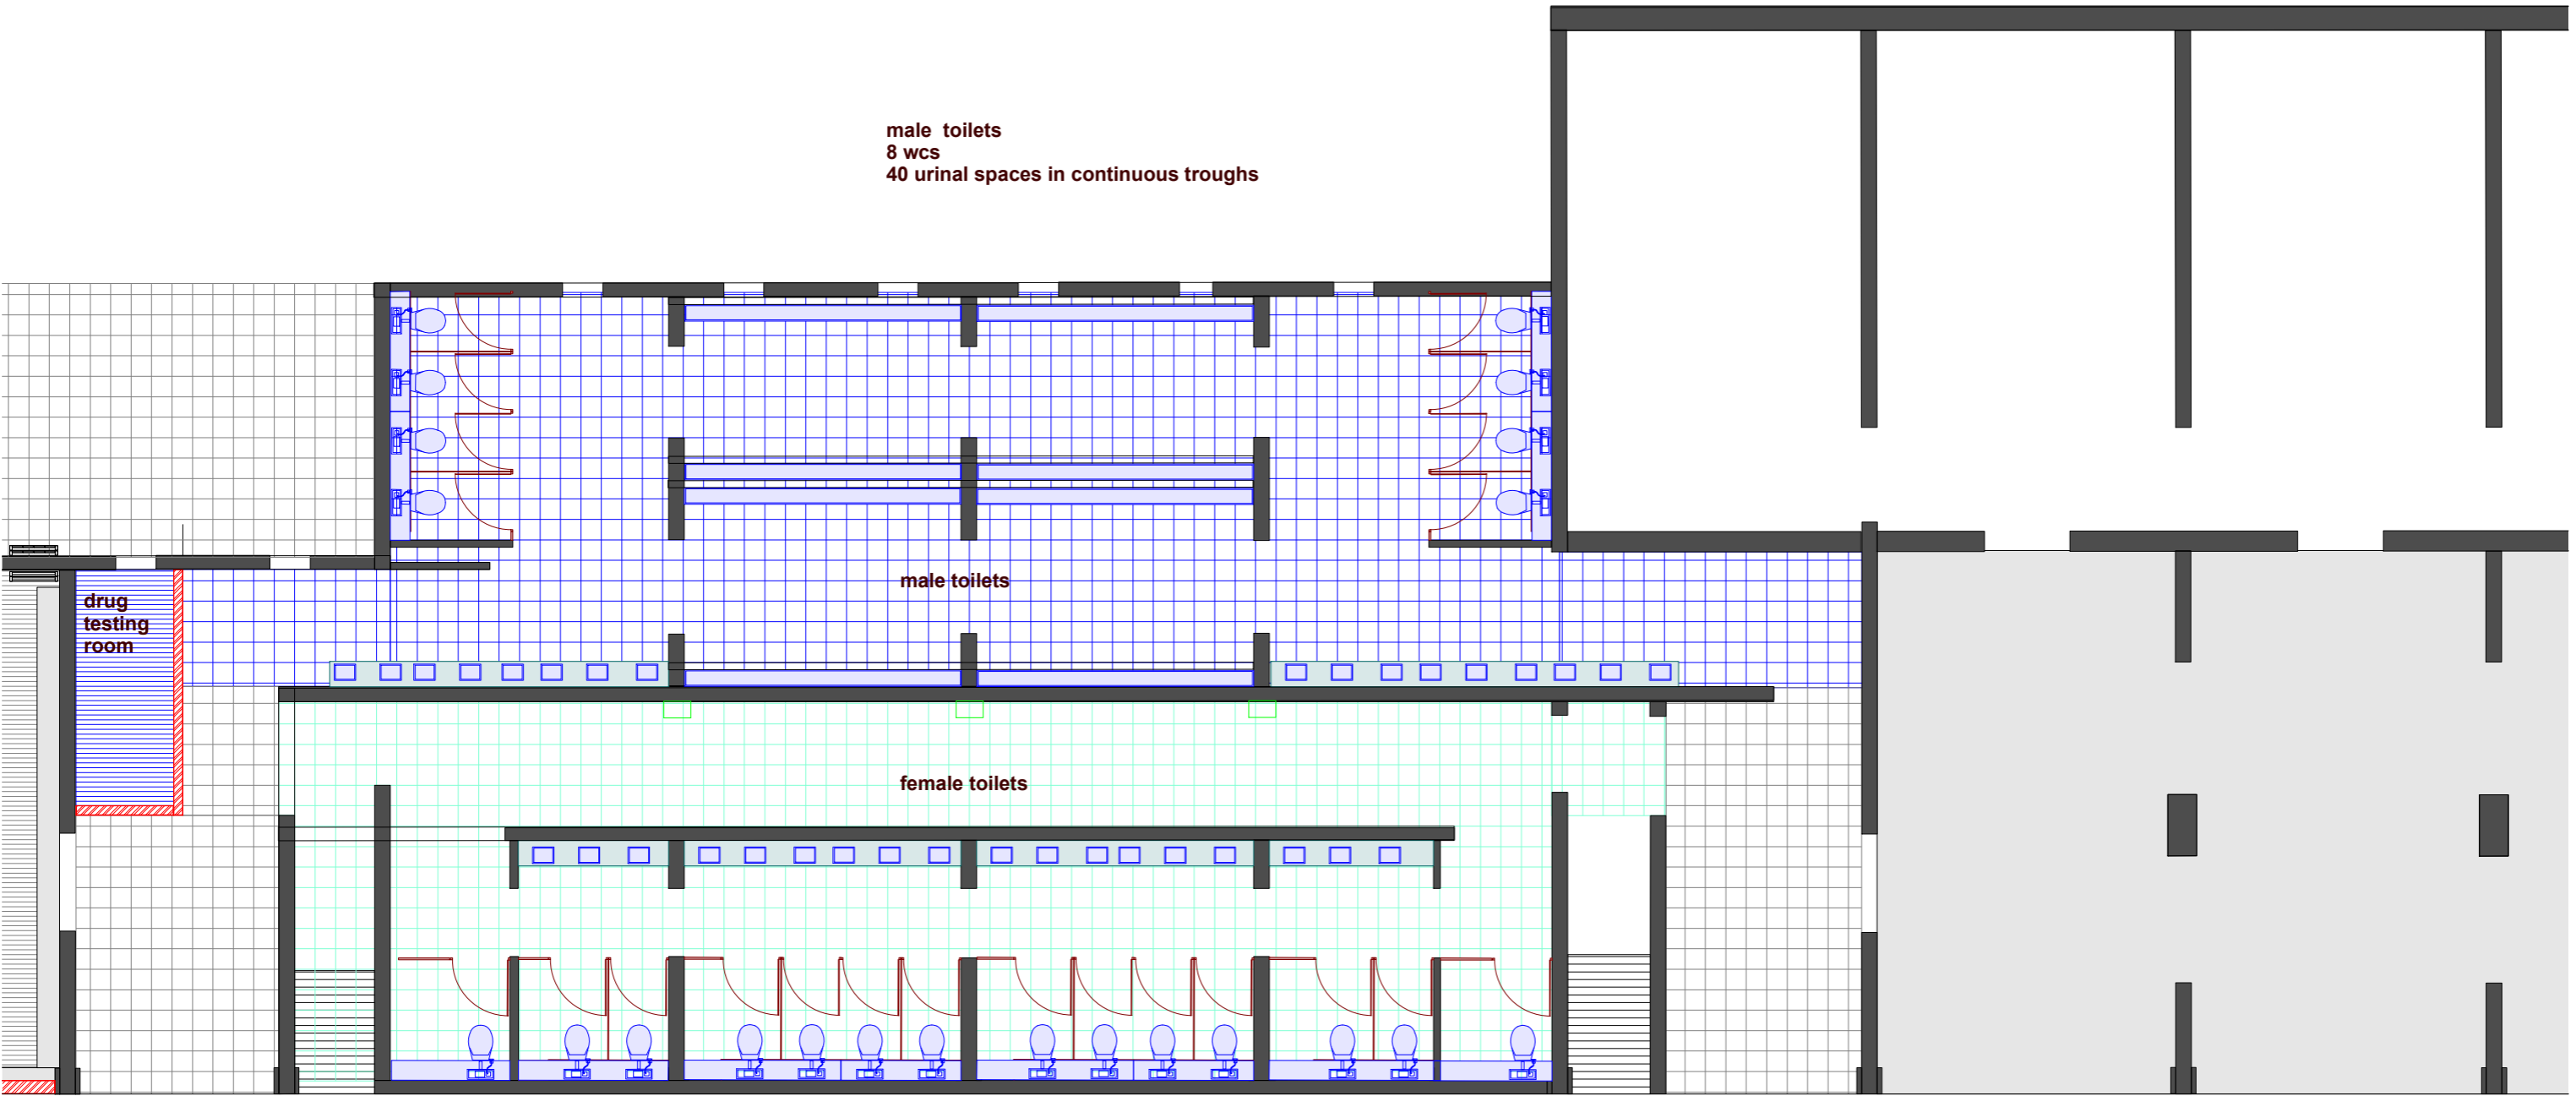 male toilets
8 wcs
40 urinal spaces in continuous troughs
male toilets
drug
testing
room
female toilets